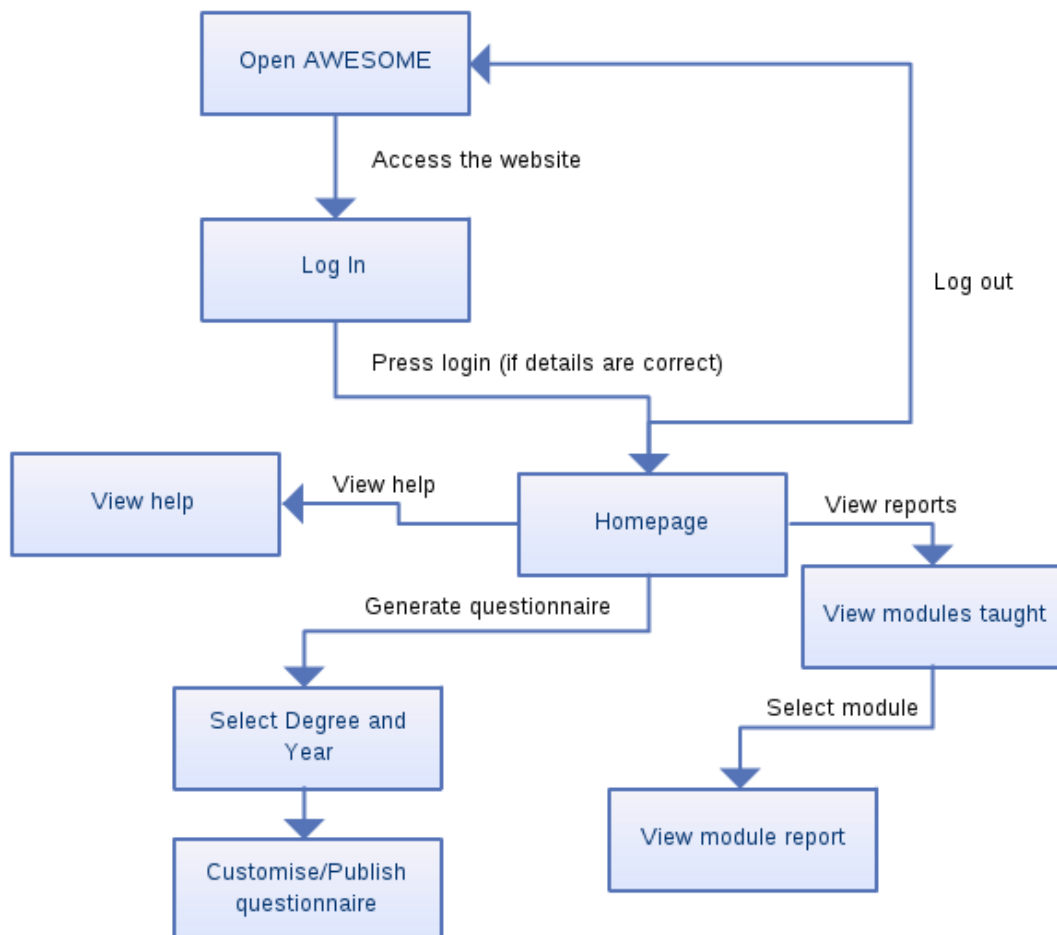 Open AWESOME
Access the website
Log In
Log out
Press login (if details are correct)
View help
View help
Homepage
View reports
Generate questionnaire
View modules taught
Select Degree and
Year
Select module
View module report
Customise/Publish
questionnaire